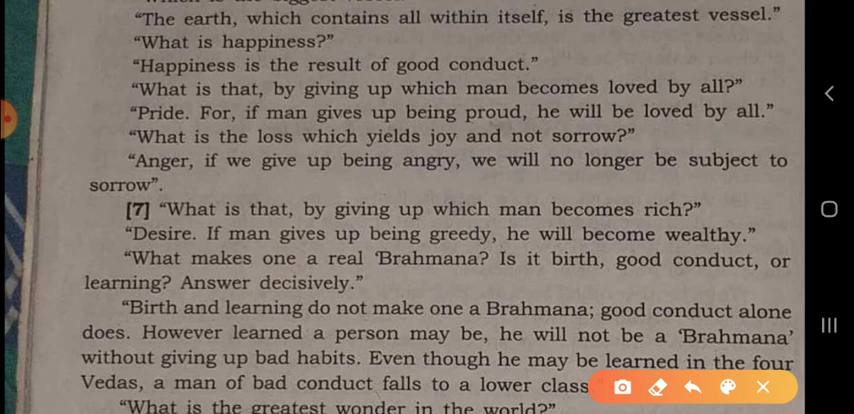 “The earth, which contains all within itself, is the greatest vessel.”
“What is happiness?”
“Happiness is the result of good conduct.”
“What is that, by giving up which man becomes loved by all?”
“Pride. For, if man gives up being proud, he will be loved by all.”
“What is the loss which yields joy and not sorrow?”
“Anger, if we give up being angry, we will no longer be subject to
sorrow”.
[7] “What is that, by giving up which man becomes rich?”
“Desire. If man gives up being greedy, he will become wealthy.”
“What makes one a real ‘Brahmana? Is it birth, good conduct, or
learning? Answer decisively.”
“Birth and learning do not make one a Brahmana; good conduct alone
does. However learned a person may be, he will not be a ‘Brahmana’
without giving up bad habits. Even though he may be learned in the four
Vedas, a man of bad conduct falls to a lower class
“What is the greatest wonder in the world?”